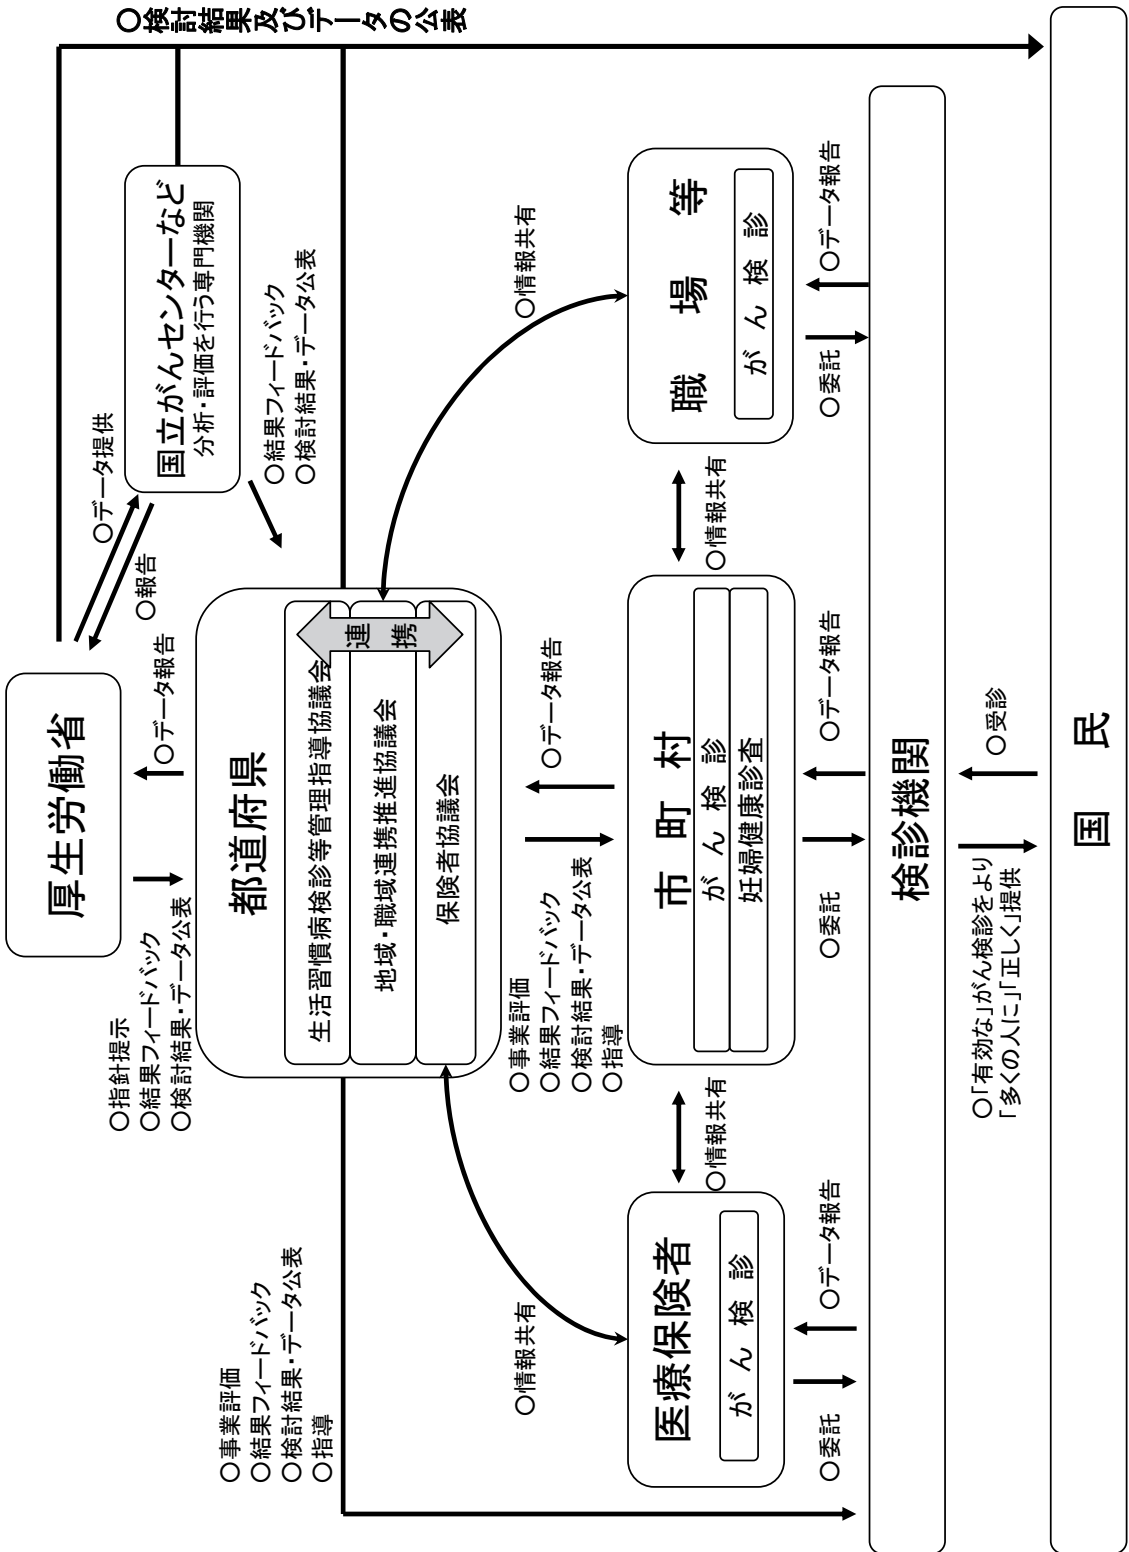 厚生労働省
○指針提示
○結果フィードバック
○検討結果・データ公表
○データ報告
○報告
○データ提供
国立がんセンターなど
分析・評価を行う専門機関
○検討結果及びデータの公表
○結果フィードバック
○検討結果・データ公表
都道府県
生活習慣病検診等管理指導協議会
地域・職域連携推進協議会
保険者協議会
連携
○事業評価
○結果フィードバック
○検討結果・データ公表
○指導
○情報共有
○事業評価
○結果フィードバック
○検討結果・データ公表
○指導
○データ報告
○情報共有
医療保険者
がん検診
○情報共有
市町村
がん検診
妊婦健康診査
○情報共有
職場等
がん検診
○委託
○データ報告
○委託
○データ報告
○委託
○データ報告
検診機関
○「有効な」がん検診をより
「多くの人に」「正しく」提供
○受診
国民